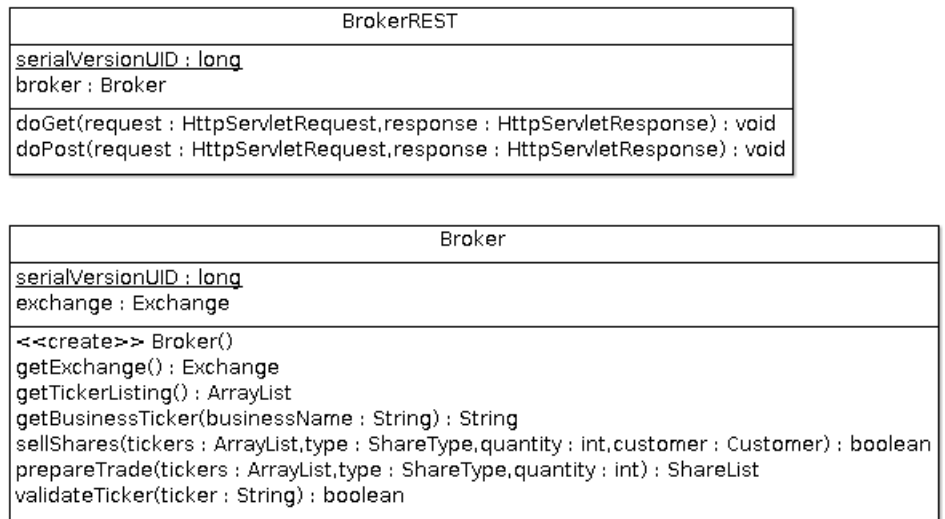 BrokerREST
serialVersionUID : long
broker : Broker
doGet(request : HttpServletRequest,response : HttpServletResponse) : void
doPost(request : HttpServletRequest,response : HttpServletResponse) : void
Broker
serialVersionUID : long
exchange : Exchange
<<create>> Broker()
getExchange() : Exchange
getTickerListing() : ArrayList
getBusinessTicker(businessName : String) : String
sellShares(tickers : ArrayList,type : ShareType,quantity : int,customer : Customer) : boolean
prepareTrade(tickers : ArrayList,type : ShareType,quantity : int) : ShareList
validateTicker(ticker : String) : boolean